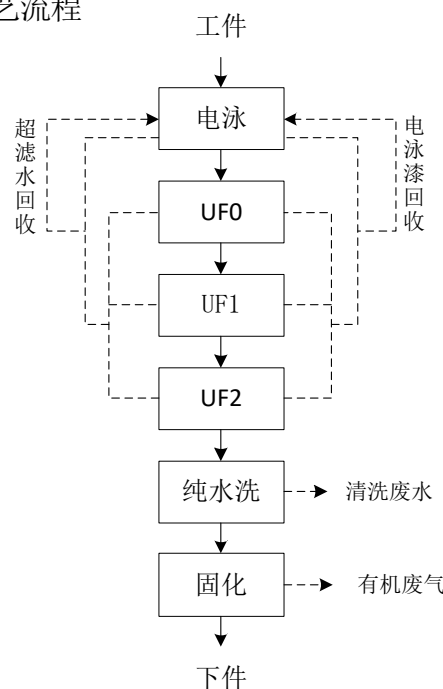 艺流程
工件
电泳
超滤水回收
电泳漆回收
UF0
UF1
UF2
纯水洗
清洗废水
固化
有机废气
下件